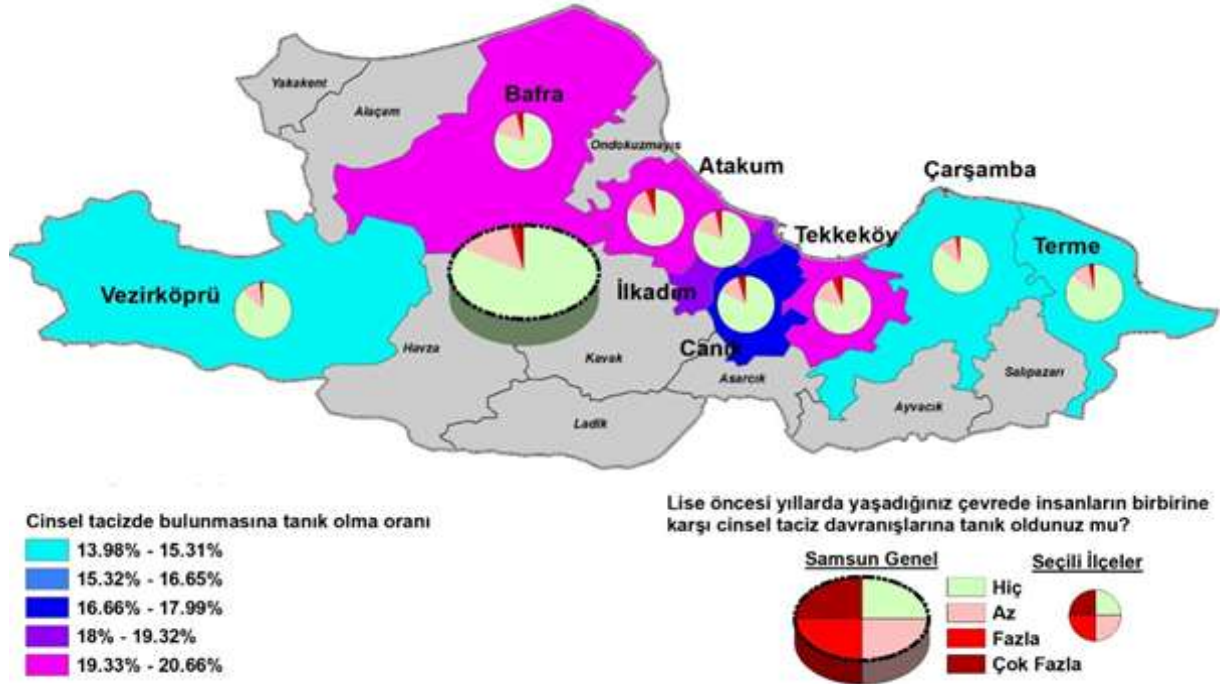 Yakakent
Alaçam
Bafra
Ondokuzmayıs
Atakum
Çarşamba
Tekkeköy
Terme
Vezirköprü
İlkadım
Havza
Kavak
Canik
Asarcık
Salıpazarı
Ayvacık
Ladik
Cinsel tacizde bulunmasına tanık olma oranı
13.98% - 15.31%
15.32% - 16.65%
16.66% - 17.99%
18% - 19.32%
19.33% - 20.66%
Lise öncesi yıllarda yaşadığınız çevrede insanların birbirine
karşı cinsel taciz davranışlarına tanık oldunuz mu?
Samsun Genel
Seçili İlçeler
Hiç
Az
Fazla
Çok Fazla